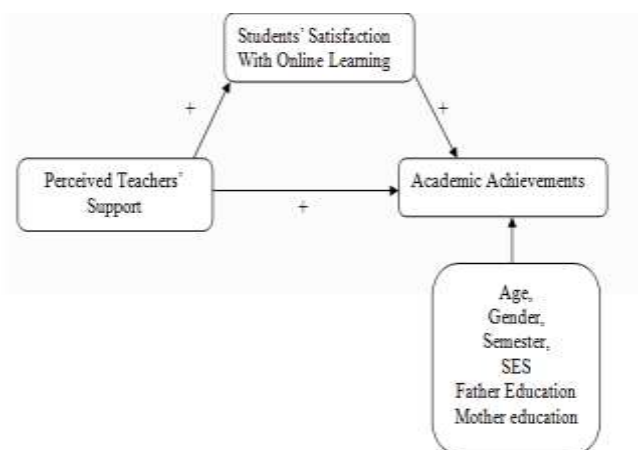 Students' Satisfaction
With Online Learning
+
+
Perceived Teachers'
Support
Academic Achievements
+
Age,
Gender,
Semester,
SES
Father Education
Mother education